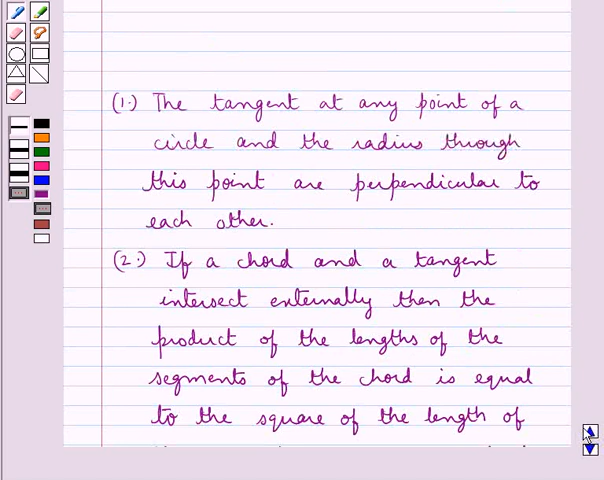 (1.) The tangent at any point of a
circle and the radius through
this point are perpendicular to
each other.
(2.) If a chord and a tangent
intersect externally then the
product of the lengths of the
segments of the chord is equal
to the square of the length of